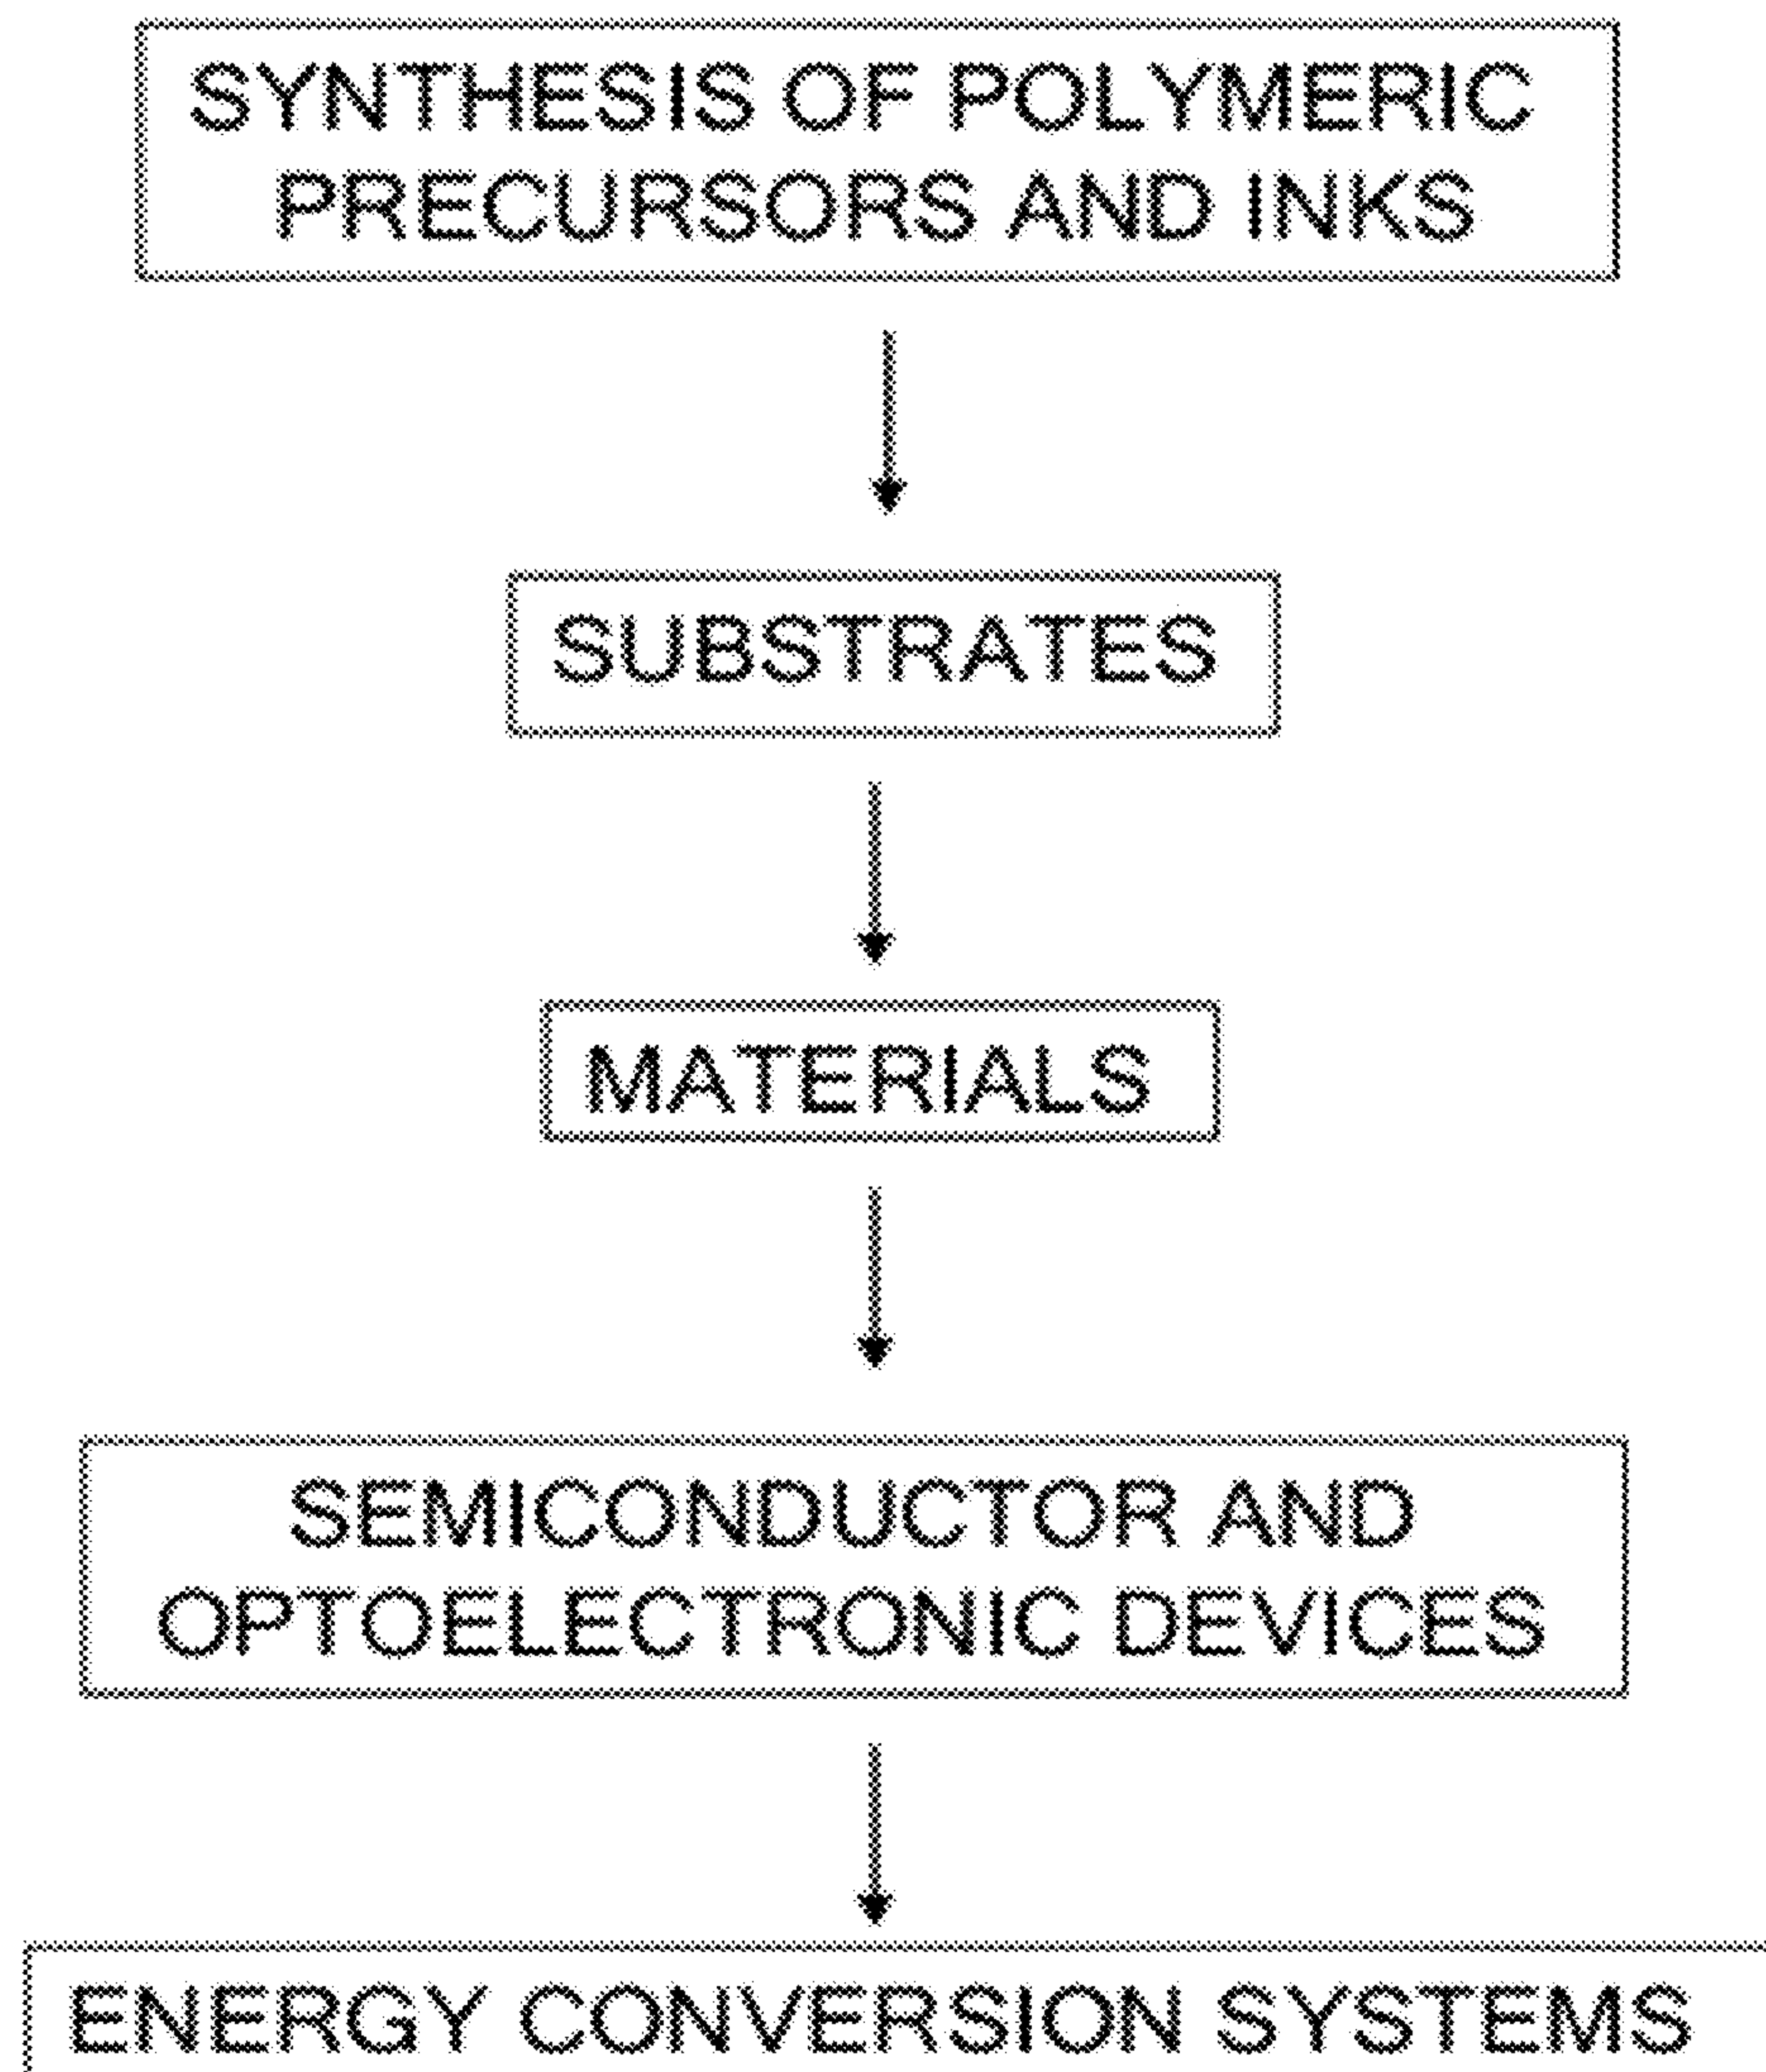 SYNTHESIS OF POLYMERIC
PRECURSORS AND INKS
SUBSTRATES
MATERIALS
SEMICONDUCTOR AND
OPTOELECTRONIC DEVICES
ENERGY CONVERSION SYSTEMS